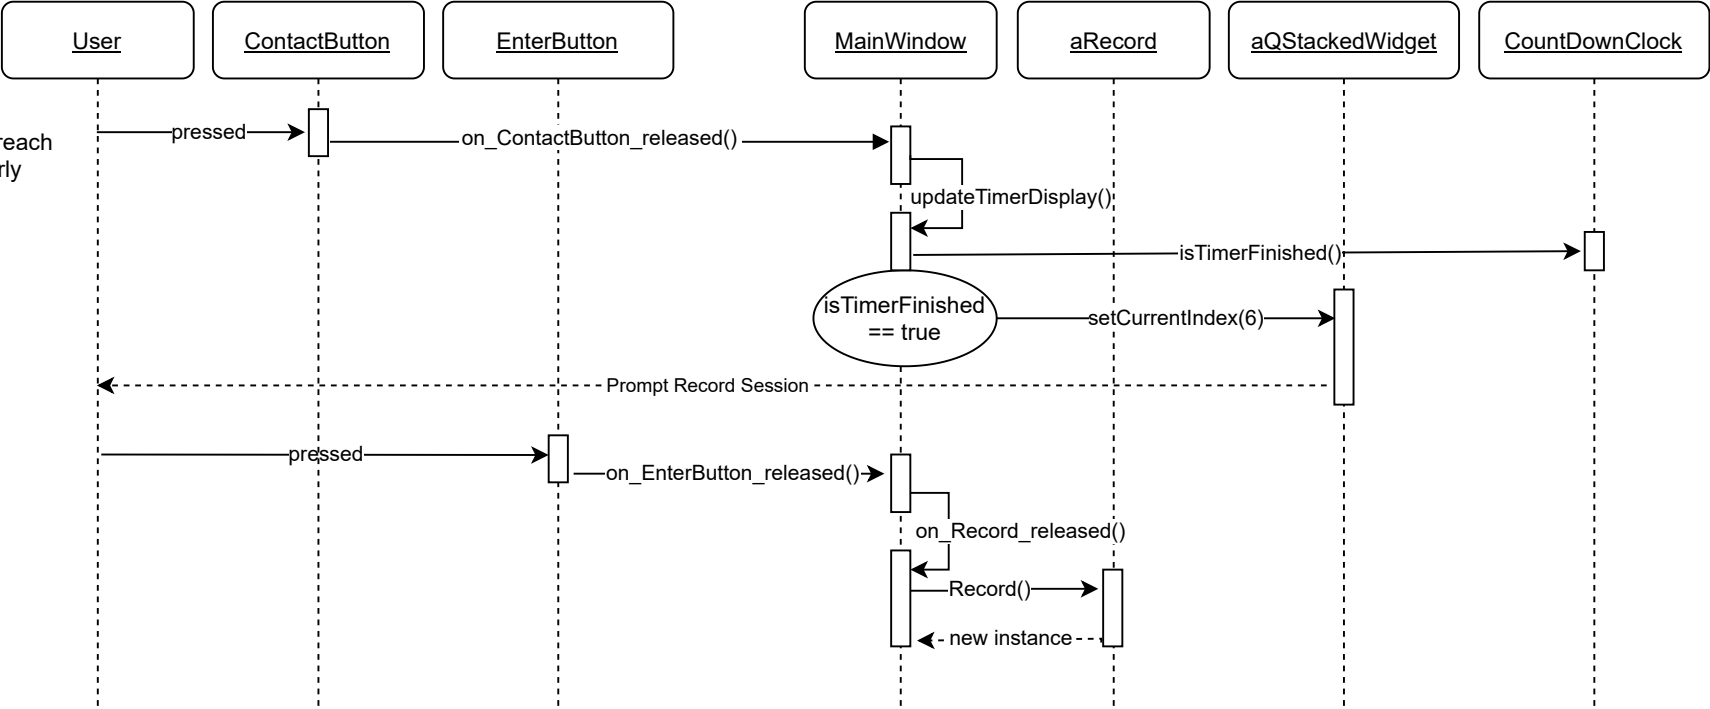 User
ContactButton
EnterButton
MainWindow
aRecord
aQStackedWidget
CountDownClock
pressed
on_ContactButton_released()
reach
rly
updateTimerDisplay()
isTimerFinished()
isTimerFinished
== true
setCurrentIndex(6)
Prompt Record Session
pressed
on_EnterButton_released()
on_Record_released()
Record()
new instance